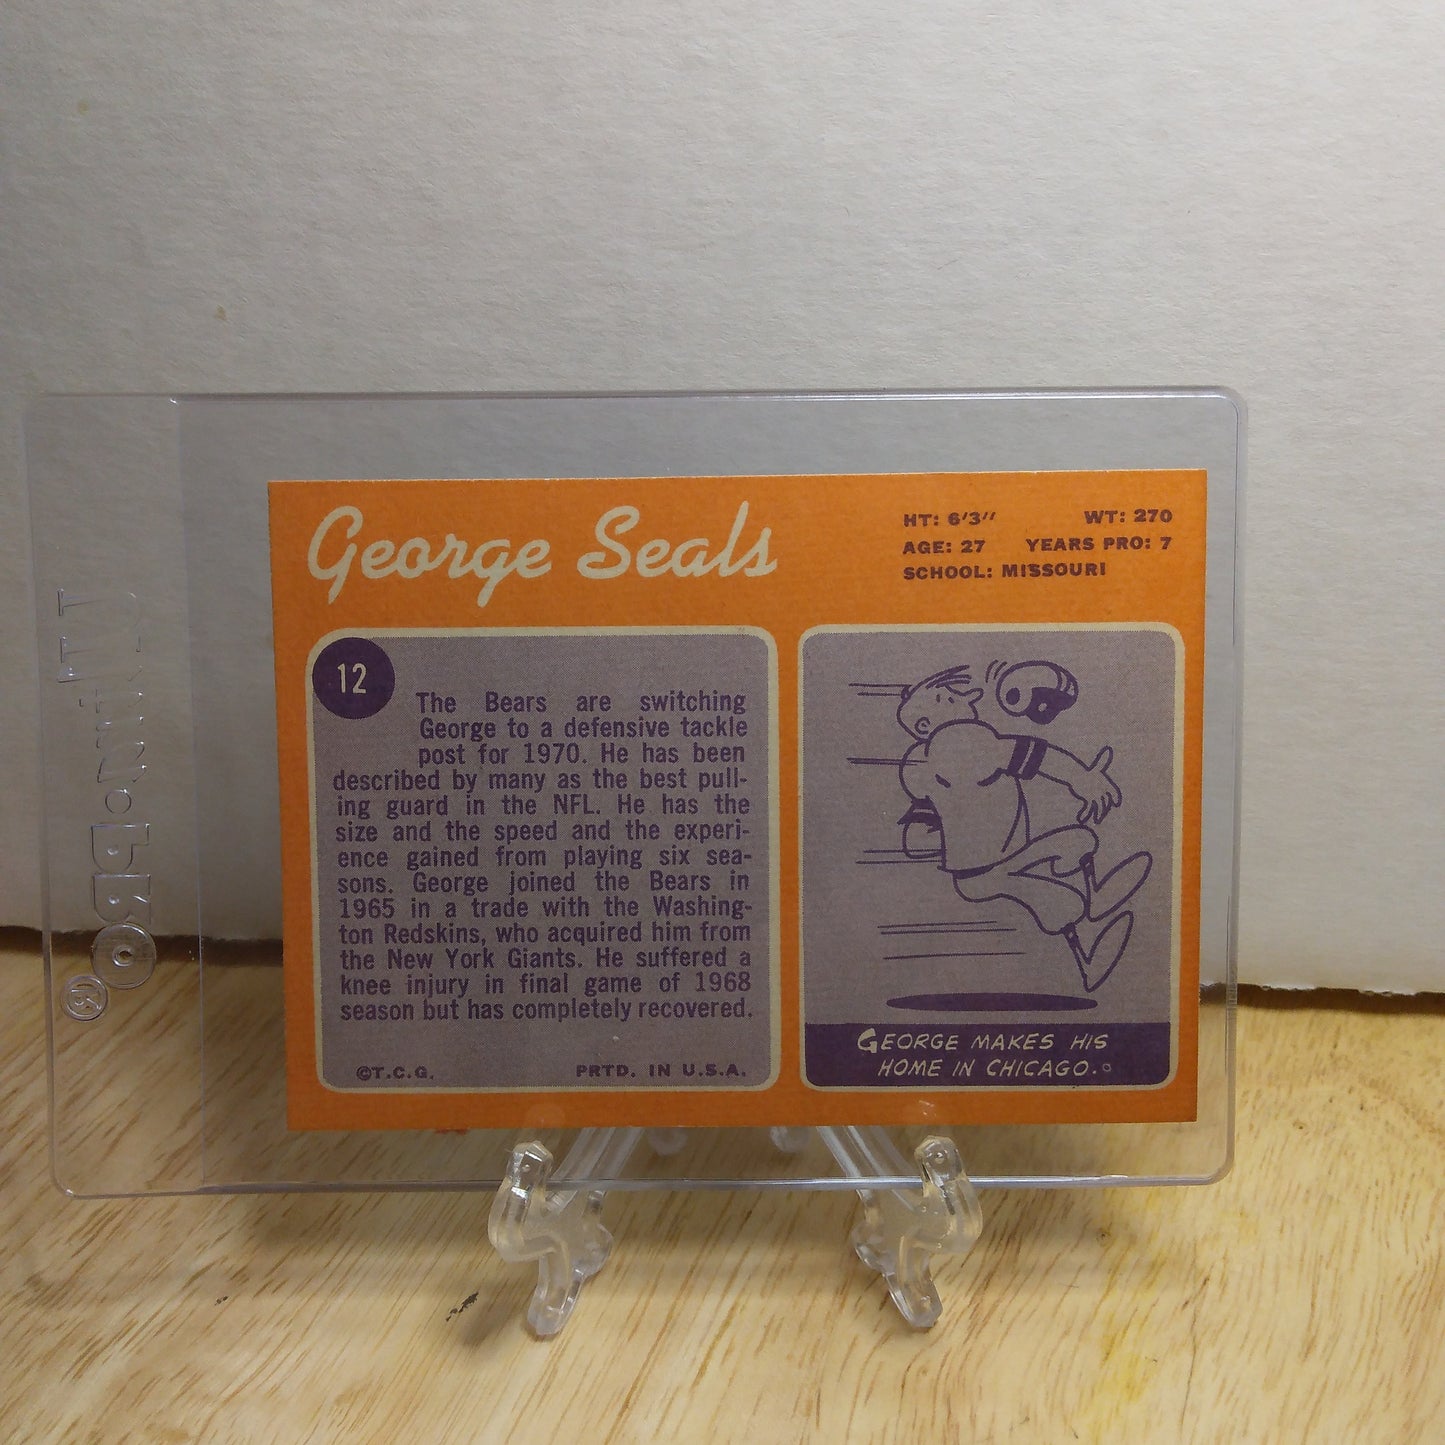 George Seals
HT: 6'3'' WT: 270
AGE: 27 YEARS PRO: 7
SCHOOL: MISSOURI
12
The Bears are switching
George to a defensive tackle
post for 1970. He has been
described by many as the best pull-
ing guard in the NFL. He has the
size and the speed and the experi-
ence gained from playing six sea-
sons. George joined the Bears in
1965 in a trade with the Washing-
ton Redskins, who acquired him from
the New York Giants. He suffered a
knee injury in final game of 1968
season but has completely recovered.
©T.C.G. PRTD. IN U.S.A.
GEORGE MAKES HIS
HOME IN CHICAGO.